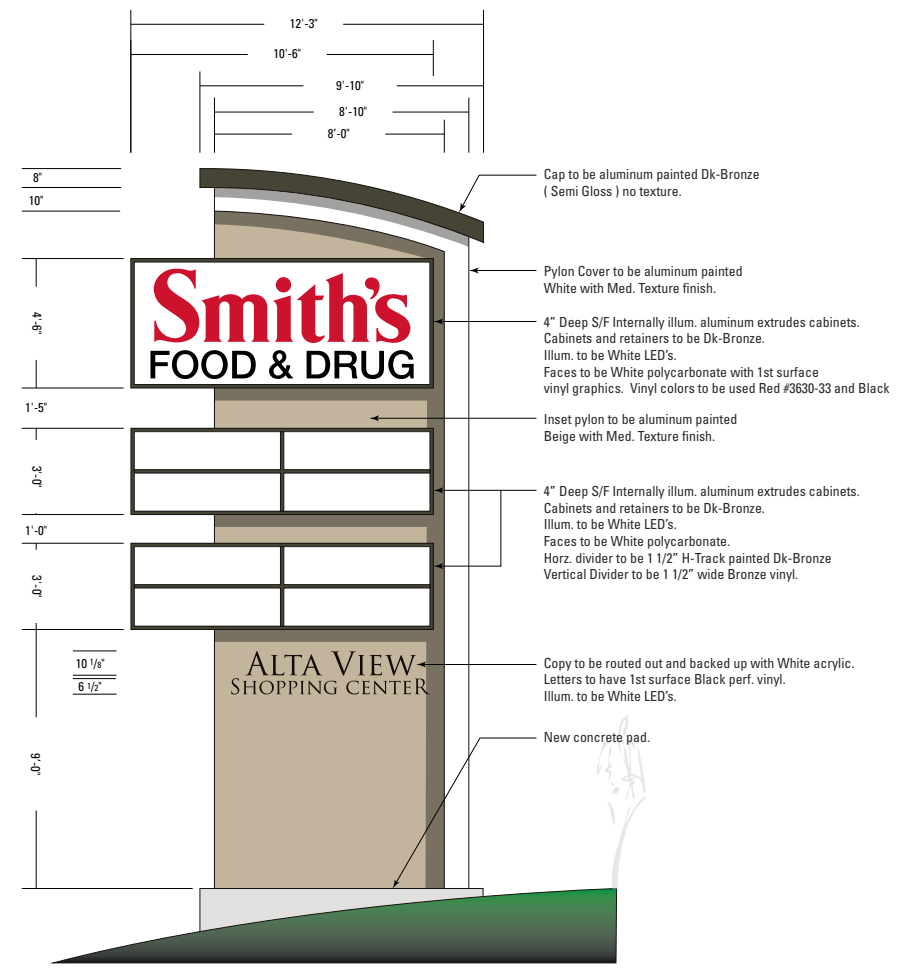 12'-3"
10'-6"
9'-10"
8'-10"
8'-0"
8"
10"
4'-6"
1'-5"
3'-0"
1'-0"
3'-0"
10 1/8"
6 1/2"
9'-0"
Smith's
FOOD & DRUG
ALTA VIEW
SHOPPING CENTER
Cap to be aluminum painted Dk-Bronze
( Semi Gloss ) no texture.
Pylon Cover to be aluminum painted
White with Med. Texture finish.
4” Deep S/F Internally illum. aluminum extrudes cabinets.
Cabinets and retainers to be Dk-Bronze.
Illum. to be White LED's.
Faces to be White polycarbonate with 1st surface
vinyl graphics. Vinyl colors to be used Red #3630-33 and Black
Inset pylon to be aluminum painted
Beige with Med. Texture finish.
4” Deep S/F Internally illum. aluminum extrudes cabinets.
Cabinets and retainers to be Dk-Bronze.
Illum. to be White LED's.
Faces to be White polycarbonate.
Horz. divider to be 1 1/2” H-Track painted Dk-Bronze
Vertical Divider to be 1 1/2” wide Bronze vinyl.
Copy to be routed out and backed up with White acrylic.
Letters to have 1st surface Black perf. vinyl.
Illum. to be White LED's.
New concrete pad.